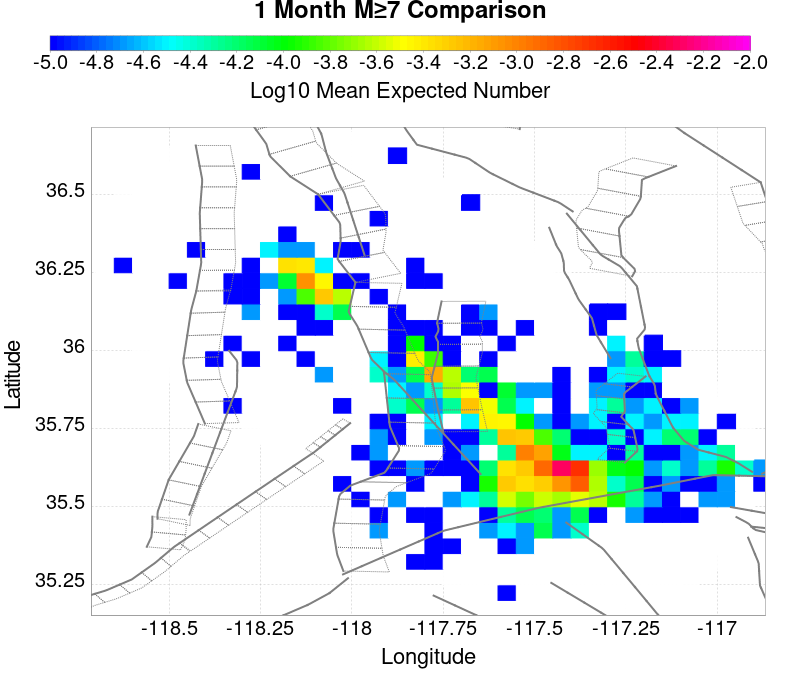 1 Month M≥7 Comparison
-5.0 -4.8 -4.6 -4.4 -4.2 -4.0 -3.8 -3.6 -3.4 -3.2 -3.0 -2.8 -2.6 -2.4 -2.2 -2.0
Log10 Mean Expected Number
36.5
36.25
36
35.75
35.5
35.25
Latitude
-118.5 -118.25 -118 -117.75 -117.5 -117.25 -117
Longitude